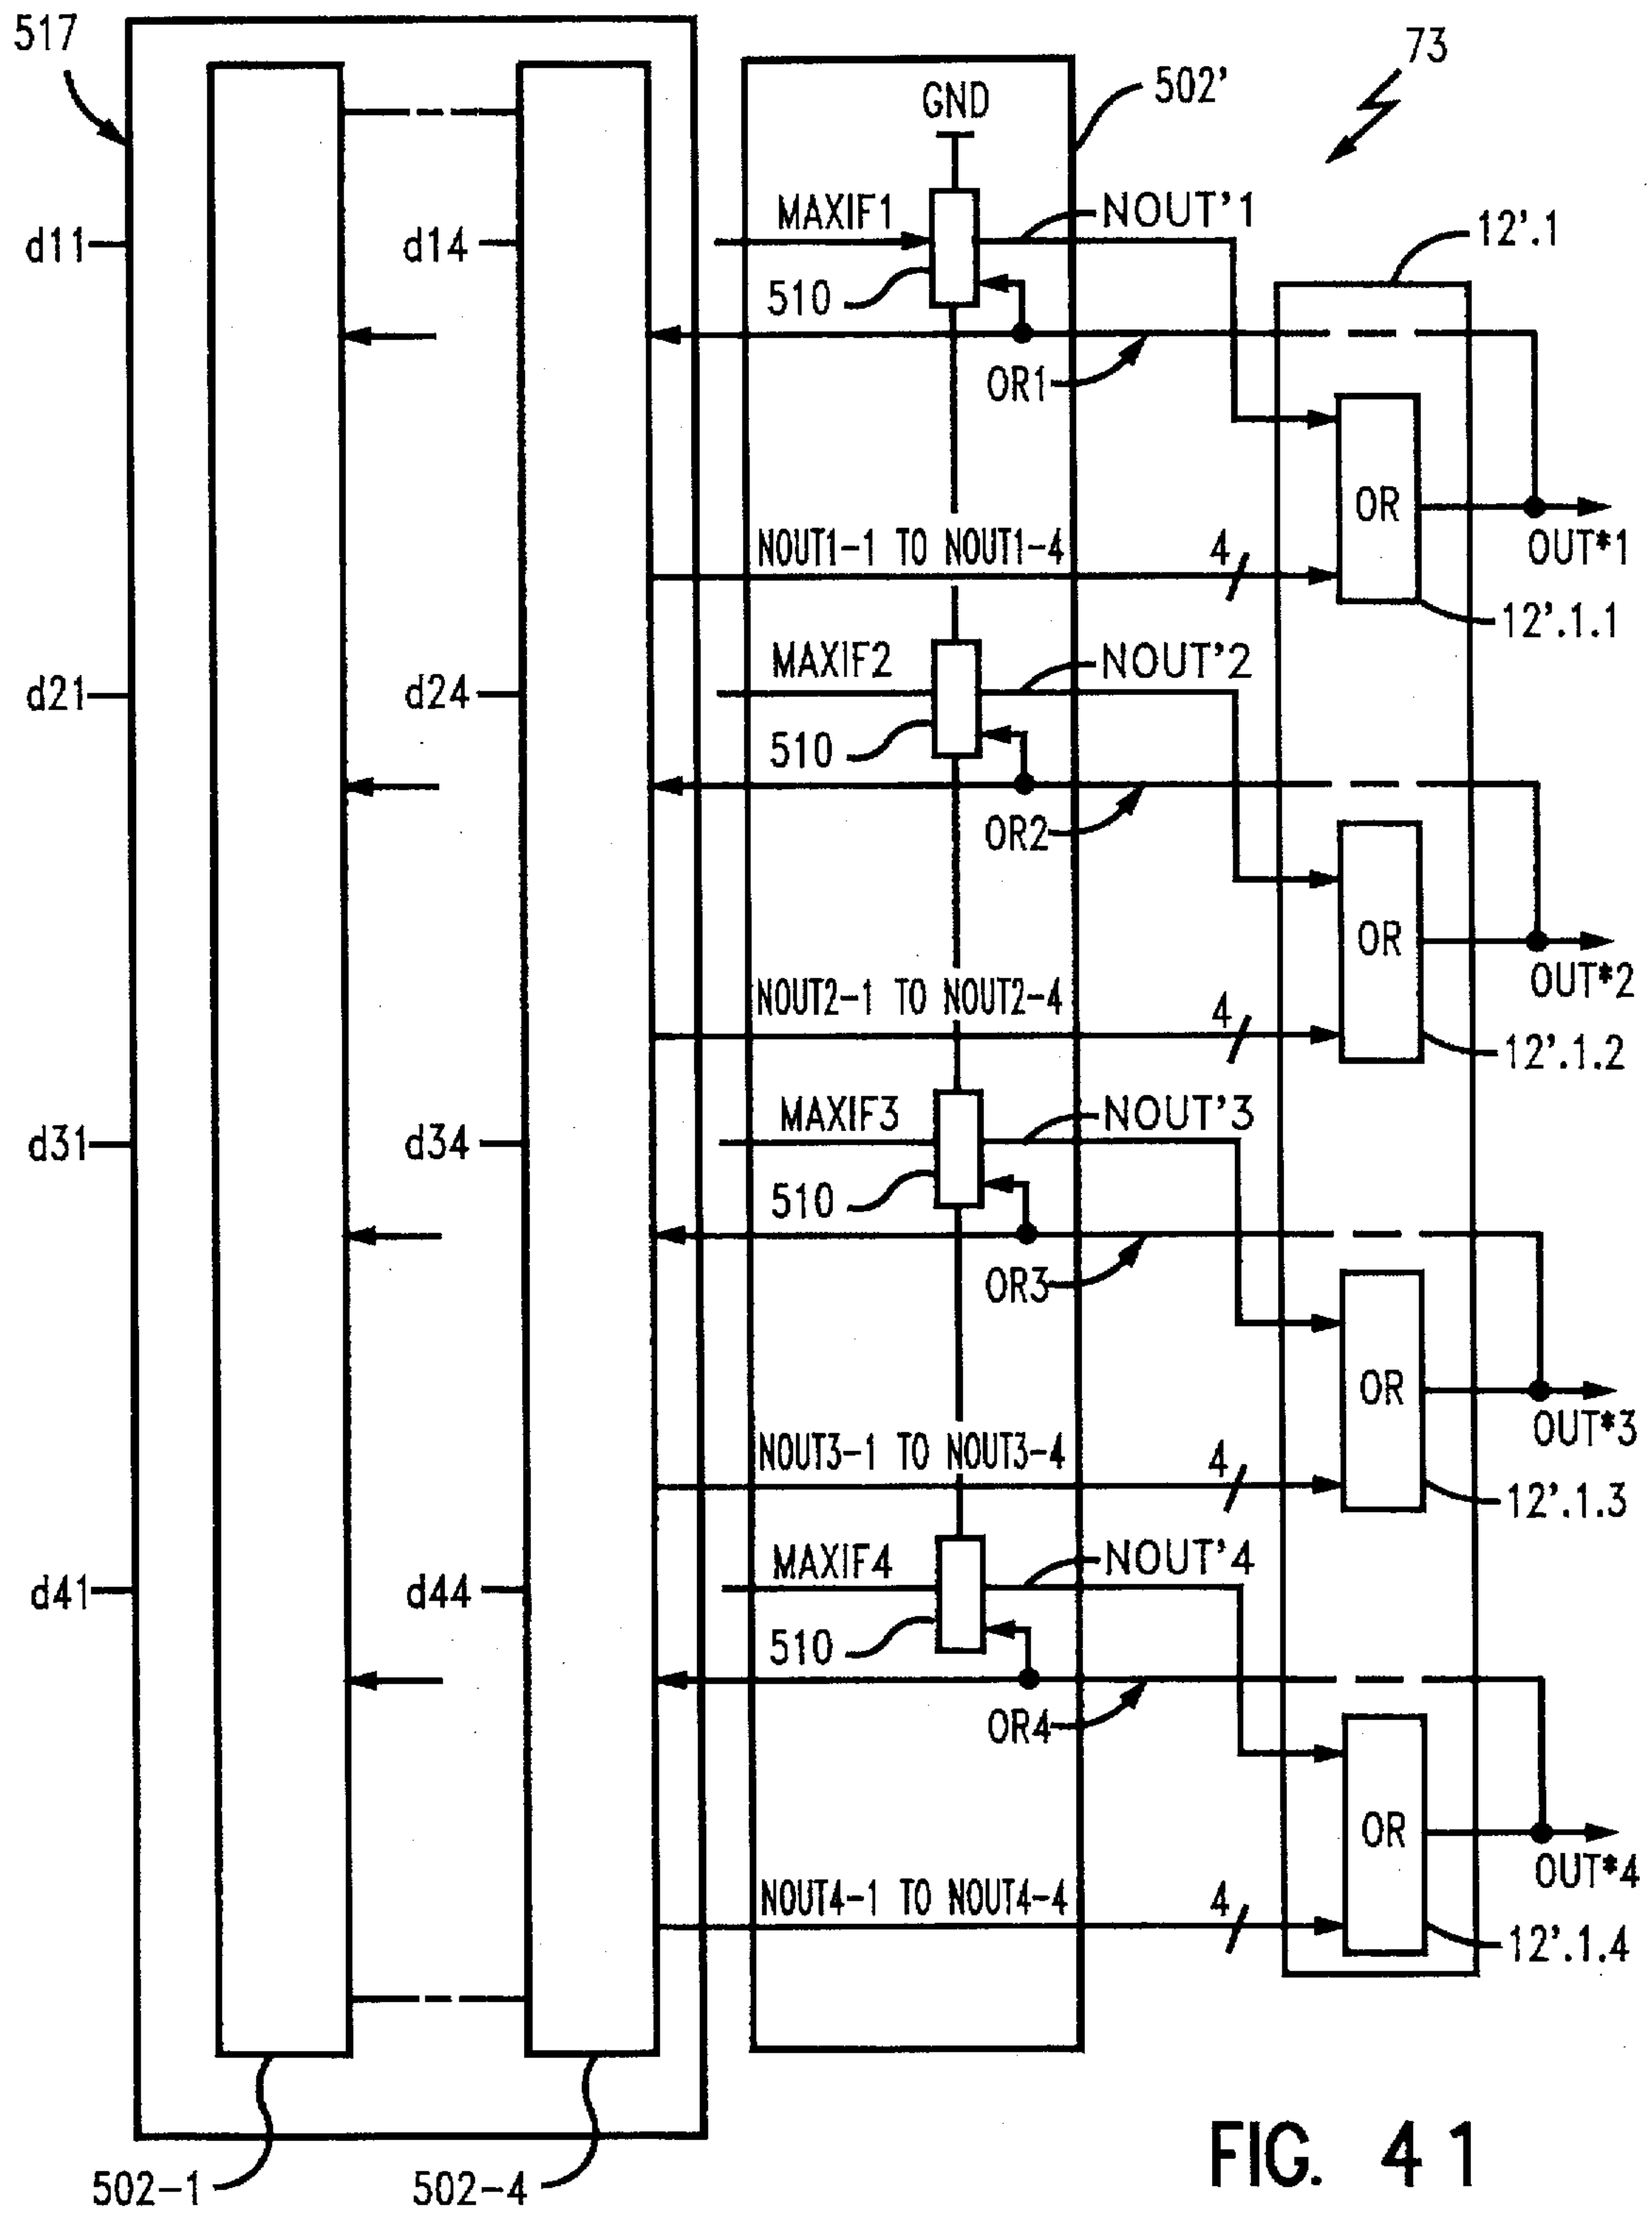 517
73
502'
GND
MAXIF1
NOUT'1
12'.1
d11
d14
510
OR1
OR
OUT*1
NOUT1-1 TO NOUT1-4
4
12'.1.1
MAXIF2
NOUT'2
d21
d24
510
OR2
OR
OUT*2
NOUT2-1 TO NOUT2-4
4
12'.1.2
MAXIF3
NOUT'3
d31
d34
510
OR3
OR
OUT*3
NOUT3-1 TO NOUT3-4
4
12'.1.3
MAXIF4
NOUT'4
d41
d44
510
OR4
OR
OUT*4
NOUT4-1 TO NOUT4-4
4
12'.1.4
502-1
502-4
FIG. 41